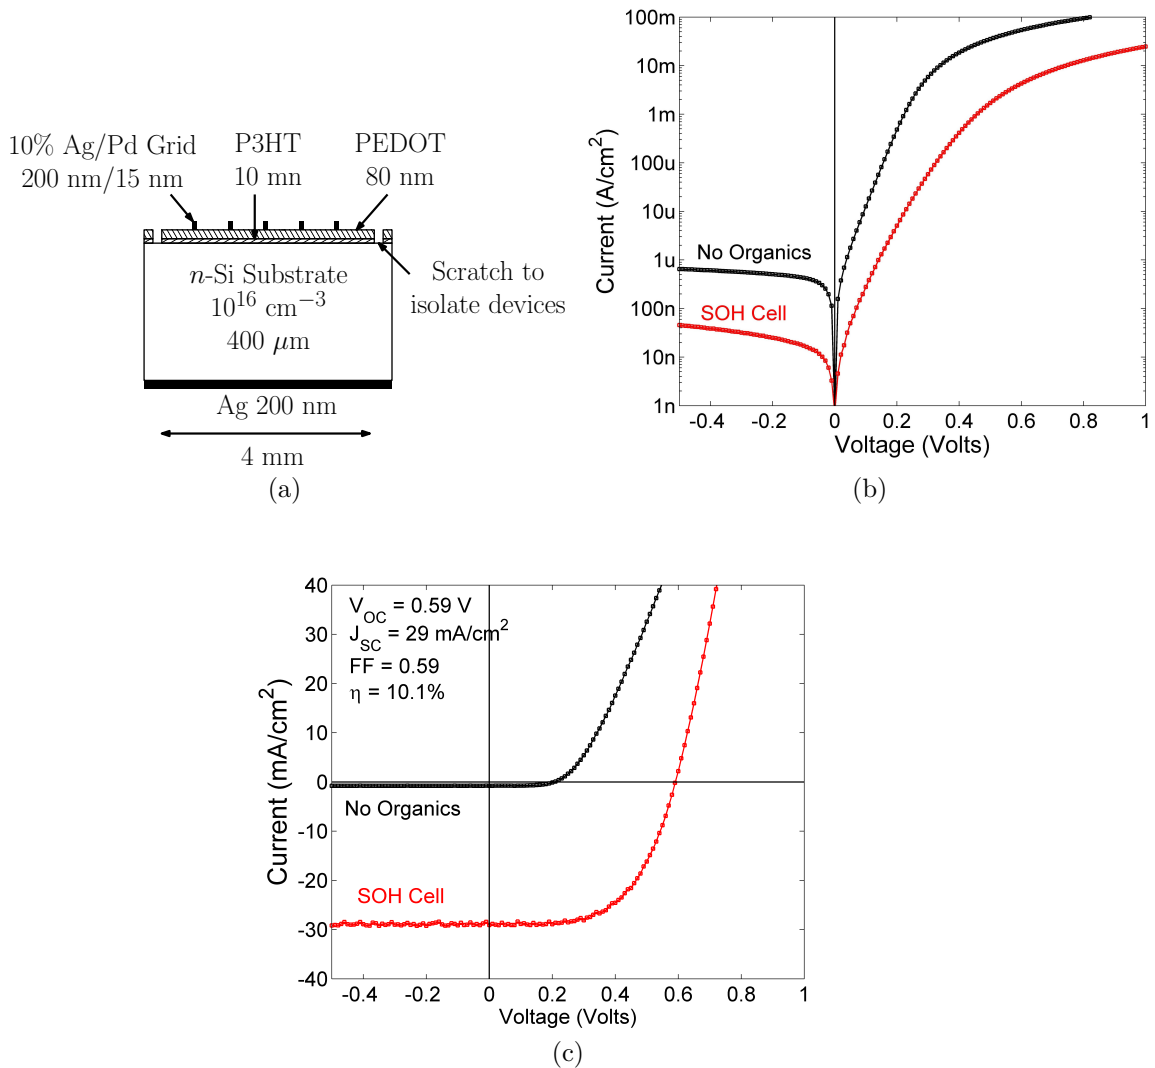 10% Ag/Pd Grid
200 nm/15 nm
P3HT
10 mn
PEDOT
80 nm
n-Si Substrate
10^16 cm^−3
400 μm
Scratch to
isolate devices
Ag 200 nm
4 mm
(a)
100m
10m
1m
100u
10u
1u
100n
10n
1n
Current (A/cm^2)
No Organics
SOH Cell
-0.4 -0.2 0 0.2 0.4 0.6 0.8 1
Voltage (Volts)
(b)
40
30
20
10
0
-10
-20
-30
-40
Current (mA/cm^2)
V_OC = 0.59 V
J_SC = 29 mA/cm^2
FF = 0.59
η = 10.1%
No Organics
SOH Cell
-0.4 -0.2 0 0.2 0.4 0.6 0.8 1
Voltage (Volts)
(c)